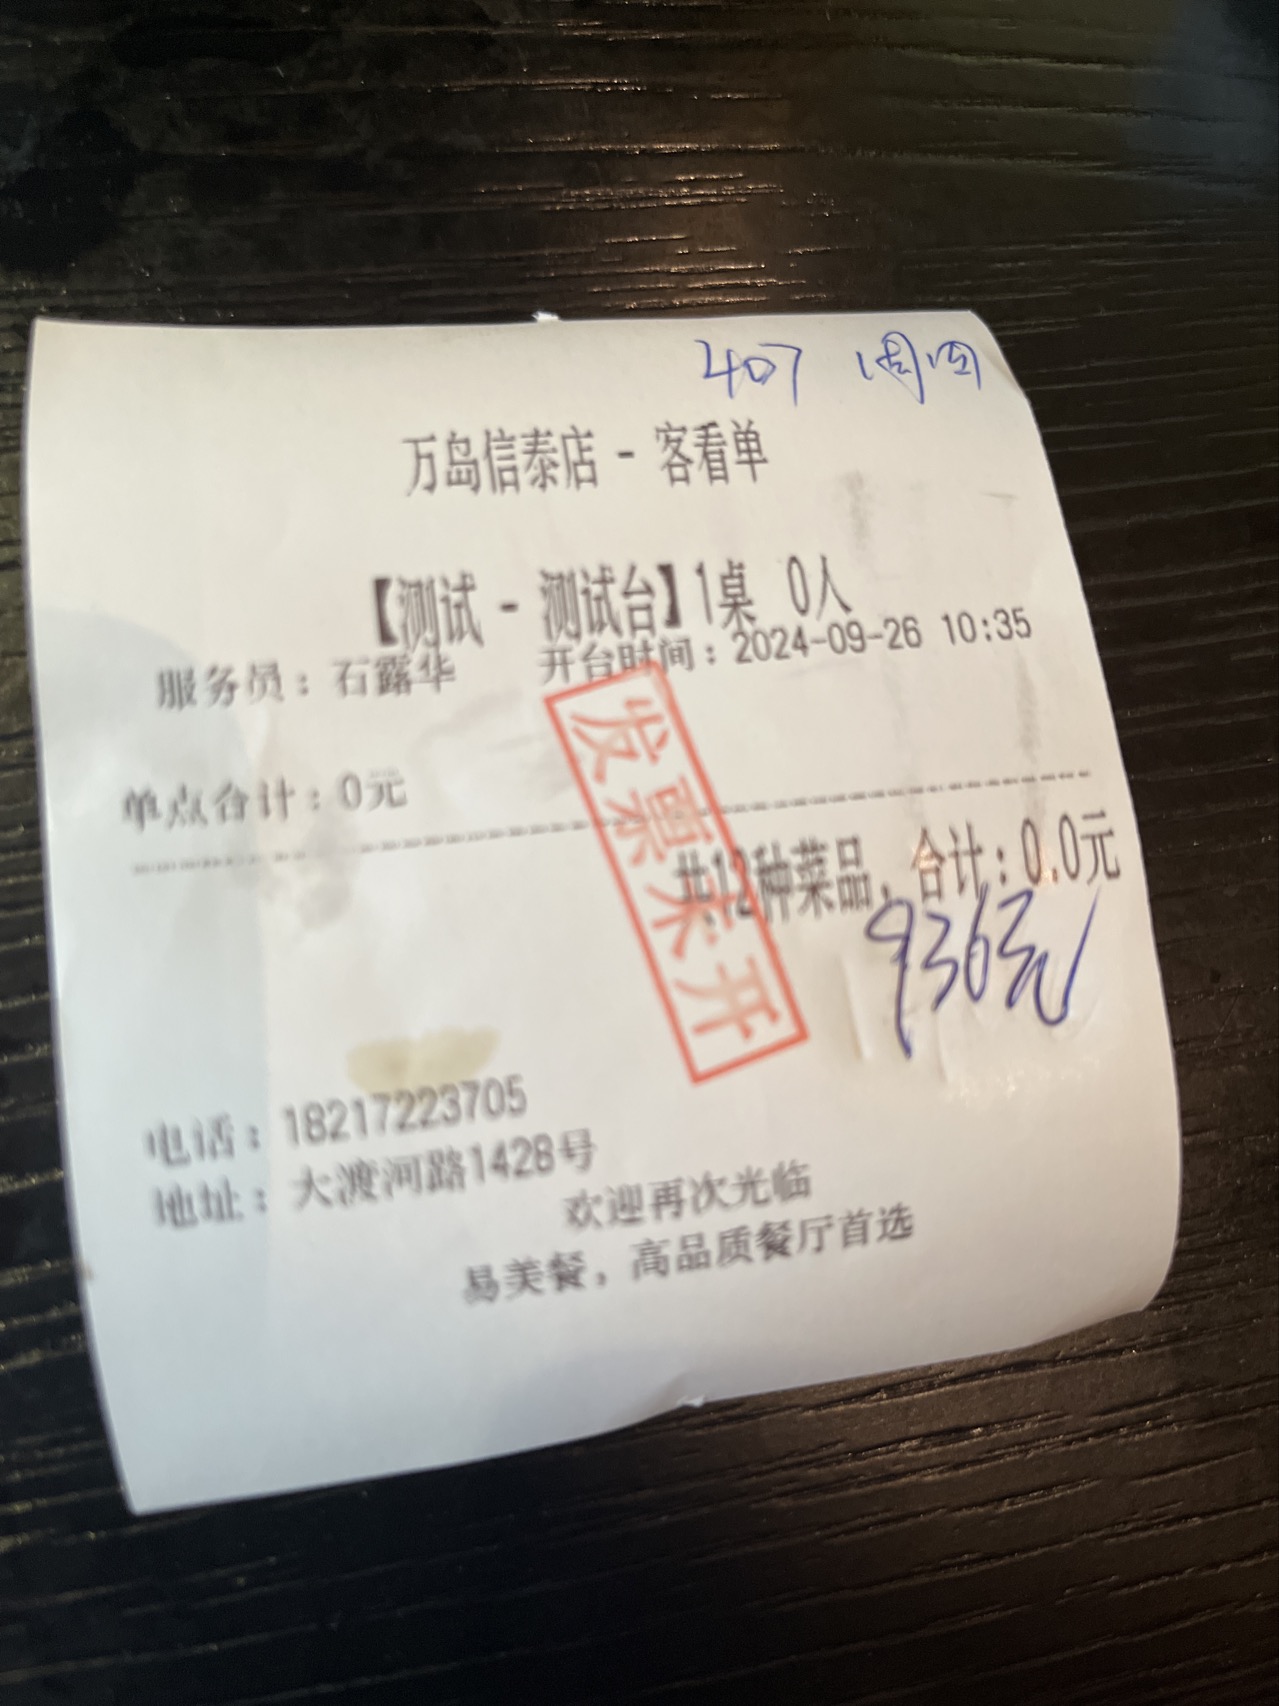 407 周四
万岛信泰店 - 客看单
【测试 - 测试台】1桌 0人
服务员：石露华 开台时间：2024-09-26 10:35
单点合计：0元
共12种菜品，合计：0.0元
936元
发票未开
电话：18217223705
地址：大渡河路1428号
欢迎再次光临
易美餐，高品质餐厅首选